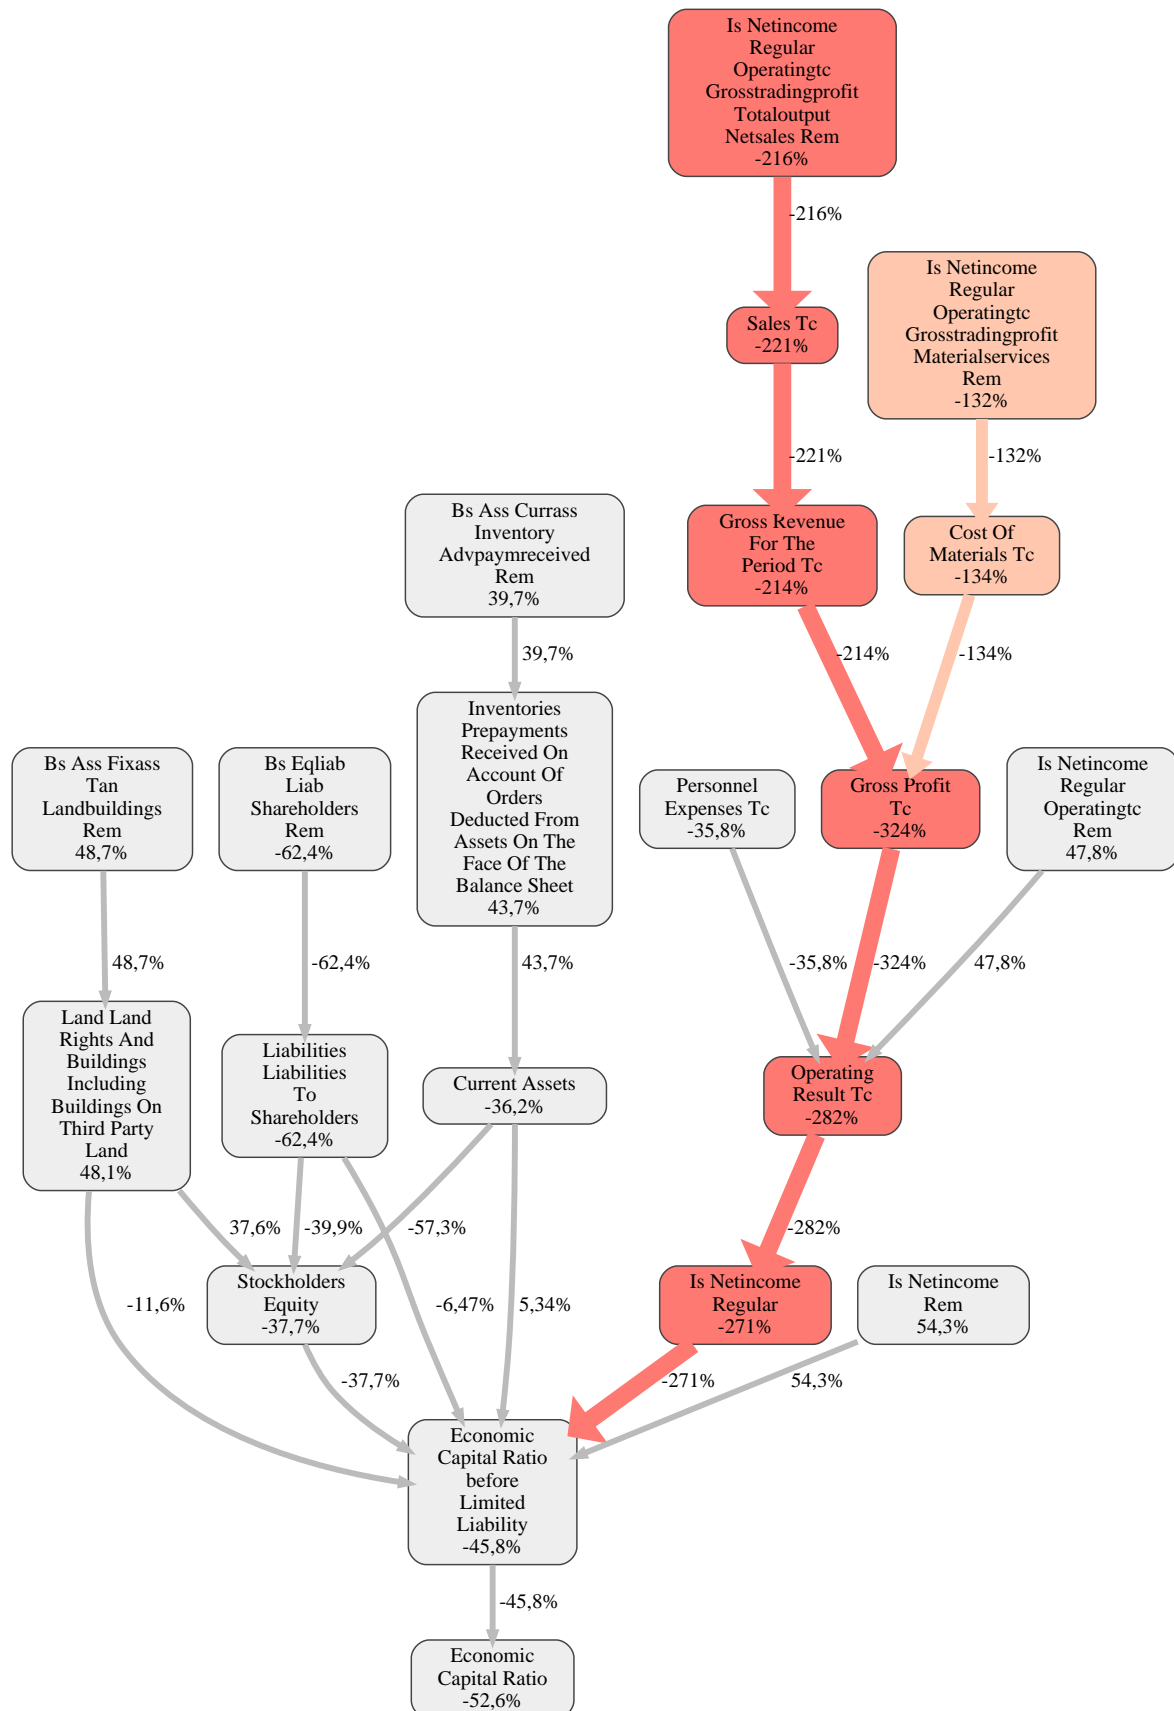 Is Netincome
Regular
Operatingtc
Grosstradingprofit
Totaloutput
Netsales Rem
-216%
-216%
Sales Tc
-221%
Is Netincome
Regular
Operatingtc
Grosstradingprofit
Materialservices
Rem
-132%
-221%
-132%
Bs Ass Currass
Inventory
Advpaymreceived
Rem
39,7%
Gross Revenue
For The
Period Tc
-214%
Cost Of
Materials Tc
-134%
39,7%
-214%
-134%
Inventories
Prepayments
Received On
Account Of
Orders
Deducted From
Assets On The
Face Of The
Balance Sheet
43,7%
Bs Ass Fixass
Tan
Landbuildings
Rem
48,7%
Bs Eqliab
Liab
Shareholders
Rem
-62,4%
Personnel
Expenses Tc
-35,8%
Gross Profit
Tc
-324%
Is Netincome
Regular
Operatingtc
Rem
47,8%
48,7%
-62,4%
43,7%
-35,8%
-324%
47,8%
Land Land
Rights And
Buildings
Including
Buildings On
Third Party
Land
48,1%
Liabilities
Liabilities
To
Shareholders
-62,4%
Current Assets
-36,2%
Operating
Result Tc
-282%
37,6%
-39,9%
-57,3%
-282%
Stockholders
Equity
-37,7%
Is Netincome
Regular
-271%
Is Netincome
Rem
54,3%
-11,6%
-6,47%
5,34%
-37,7%
-271%
54,3%
Economic
Capital Ratio
before
Limited
Liability
-45,8%
-45,8%
Economic
Capital Ratio
-52,6%